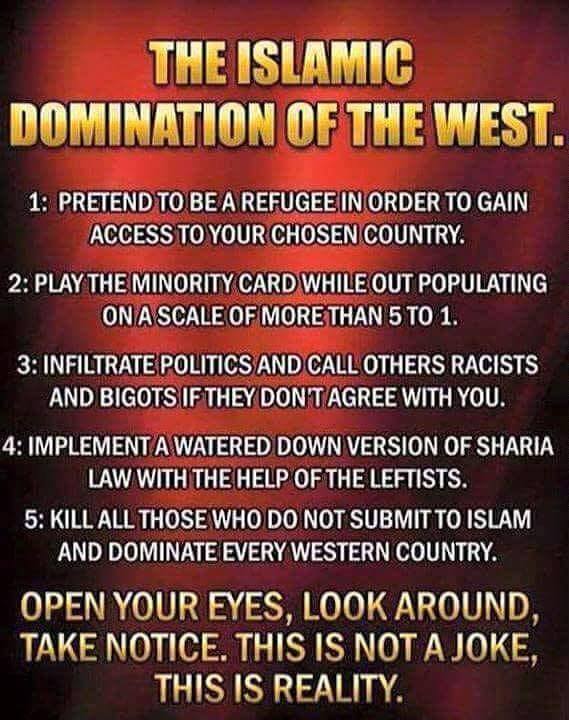 THE ISLAMIC
DOMINATION OF THE WEST.
1: PRETEND TO BE A REFUGEE IN ORDER TO GAIN
ACCESS TO YOUR CHOSEN COUNTRY.
2: PLAY THE MINORITY CARD WHILE OUT POPULATING
ON A SCALE OF MORE THAN 5 TO 1.
3: INFILTRATE POLITICS AND CALL OTHERS RACISTS
AND BIGOTS IF THEY DON'T AGREE WITH YOU.
4: IMPLEMENT A WATERED DOWN VERSION OF SHARIA
LAW WITH THE HELP OF THE LEFTISTS.
5: KILL ALL THOSE WHO DO NOT SUBMIT TO ISLAM
AND DOMINATE EVERY WESTERN COUNTRY.
OPEN YOUR EYES, LOOK AROUND,
TAKE NOTICE. THIS IS NOT A JOKE,
THIS IS REALITY.